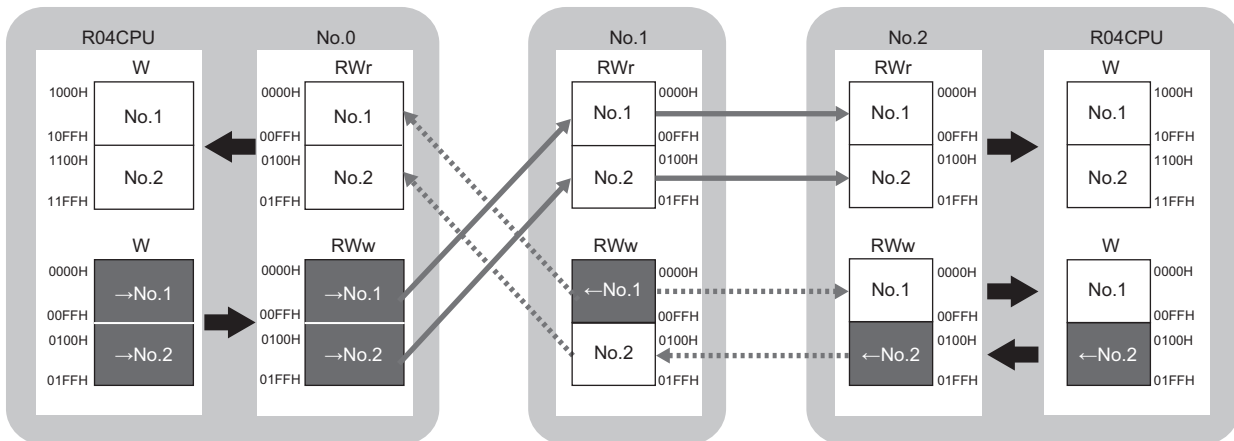 R04CPU No.0 No.1 No.2 R04CPU
W RWr RWr RWr W
1000H 0000H 0000H 0000H 1000H
No.1 No.1 No.1 No.1 No.1
10FFH 00FFH 00FFH 00FFH 10FFH
1100H 0100H 0100H 0100H 1100H
No.2 No.2 No.2 No.2 No.2
11FFH 01FFH 01FFH 01FFH 11FFH
W RWw RWw RWw W
0000H 0000H 0000H 0000H 0000H
→No.1 →No.1 ←No.1 No.1 No.1
00FFH 00FFH 00FFH 00FFH 00FFH
0100H 0100H 0100H 0100H 0100H
→No.2 →No.2 No.2 ←No.2 ←No.2
01FFH 01FFH 01FFH 01FFH 01FFH